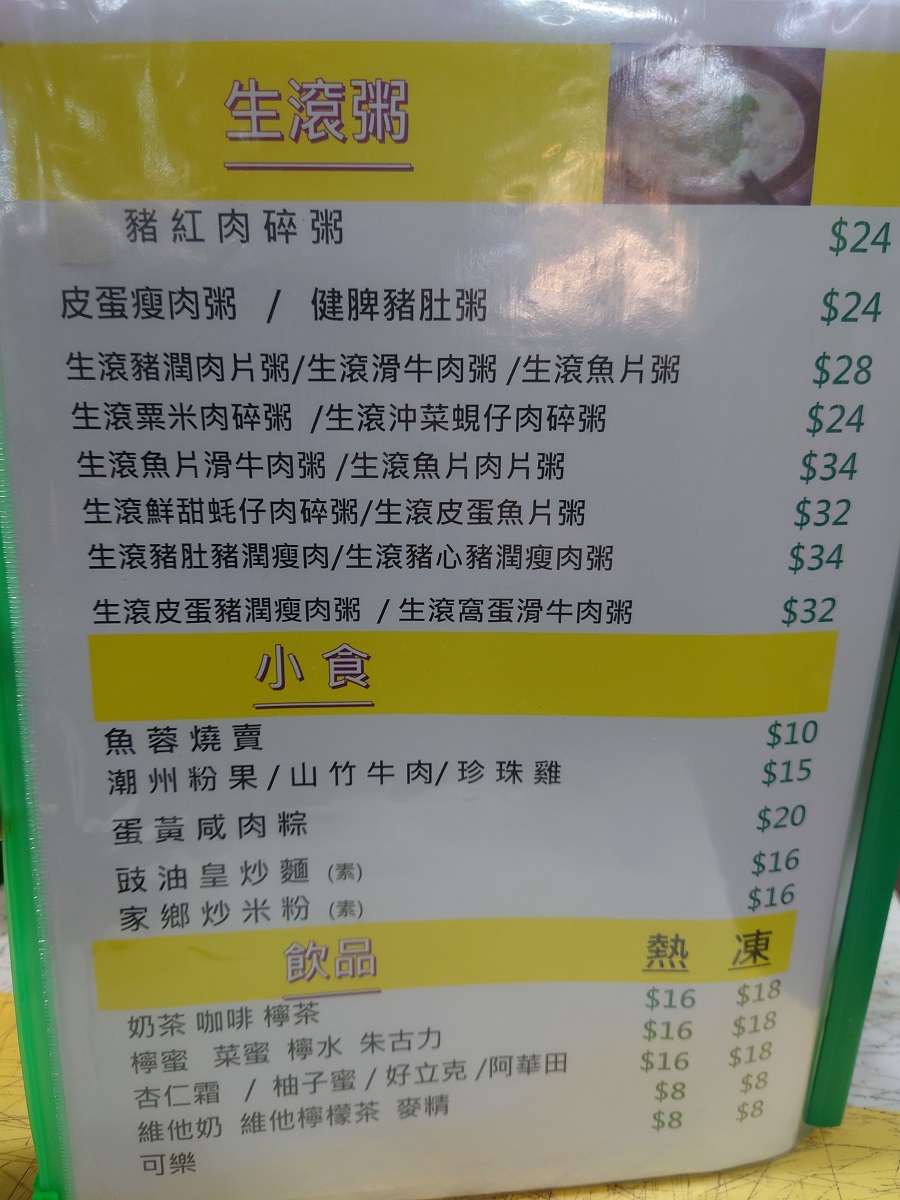 生滾粥
豬紅肉碎粥 $24
皮蛋瘦肉粥 / 健脾豬肚粥 $24
生滾豬潤肉片粥/生滾滑牛肉粥 /生滾魚片粥 $28
生滾粟米肉碎粥 /生滾沖菜蜆仔肉碎粥 $24
生滾魚片滑牛肉粥 /生滾魚片肉片粥 $34
生滾鮮甜蚝仔肉碎粥/生滾皮蛋魚片粥 $32
生滾豬肚豬潤瘦肉/生滾豬心豬潤瘦肉粥 $34
生滾皮蛋豬潤瘦肉粥 / 生滾窩蛋滑牛肉粥 $32
小食
魚蓉燒賣 $10
潮州粉果/山竹牛肉/珍珠雞 $15
蛋黃咸肉粽 $20
豉油皇炒麵 (素) $16
家鄉炒米粉 (素) $16
飲品 熱 凍
奶茶 咖啡 檸茶 $16 $18
檸蜜 菜蜜 檸水 朱古力 $16 $18
杏仁霜 / 柚子蜜 / 好立克 /阿華田 $16 $18
維他奶 維他檸檬茶 麥精 $8 $8
可樂 $8 $8